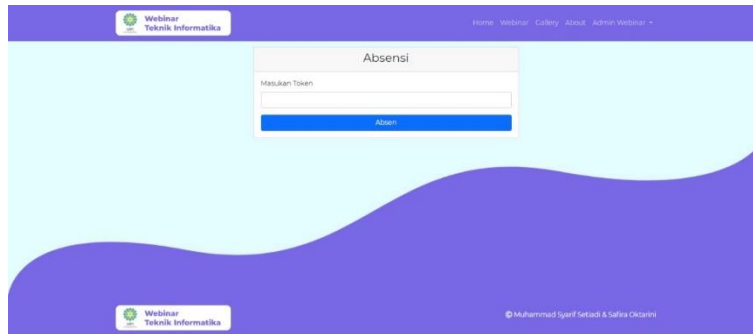 Webinar
Teknik Informatika
Home Webinar Gallery About Admin Webinar
Absensi
Masukan Token
Absen
Webinar
Teknik Informatika
© Muhammad Syarif Setiadi & Safira Oktarini